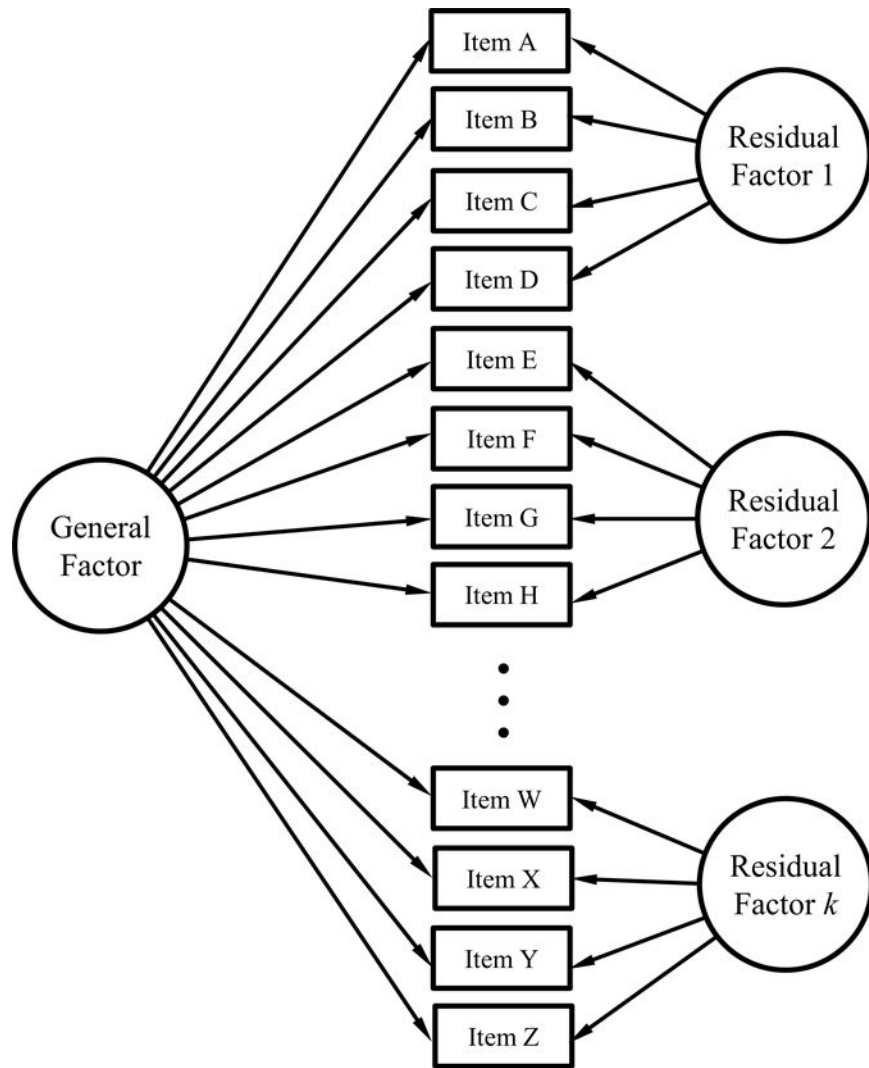 Item A
Item B
Item C
Item D
Item E
Item F
Item G
Item H
Item W
Item X
Item Y
Item Z
General
Factor
Residual
Factor 1
Residual
Factor 2
Residual
Factor k